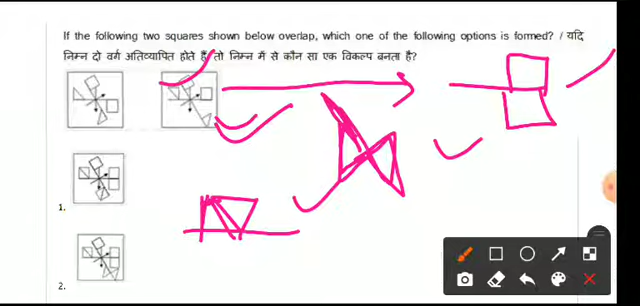 If the following two squares shown below overlap, which one of the following options is formed? / यदि
निम्न दो वर्ग अतिव्यापित होते हैं, तो निम्न में से कौन सा एक विकल्प बनता है?
1.
2.